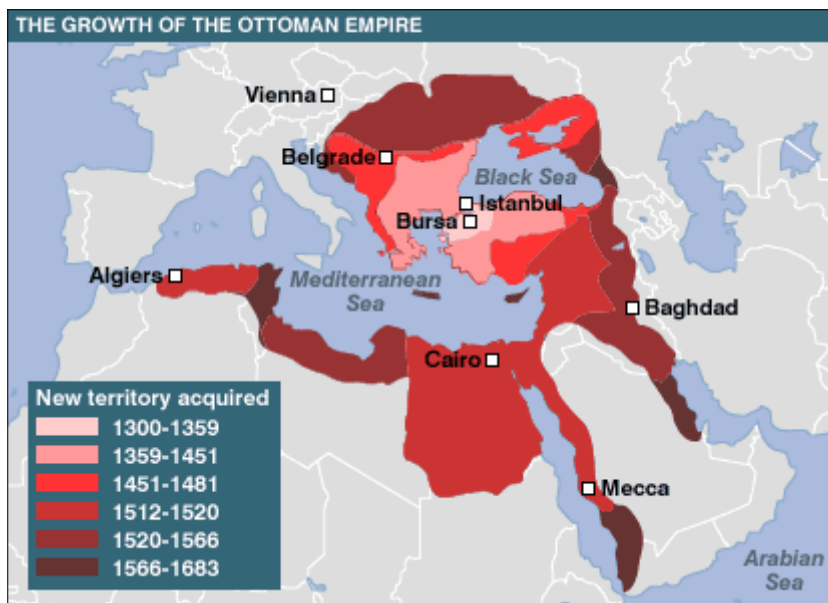 THE GROWTH OF THE OTTOMAN EMPIRE
Vienna
Belgrade
Black Sea
Istanbul
Bursa
Algiers
Mediterranean
Sea
Baghdad
Cairo
New territory acquired
1300-1359
1359-1451
1451-1481
1512-1520
1520-1566
1566-1683
Mecca
Arabian
Sea